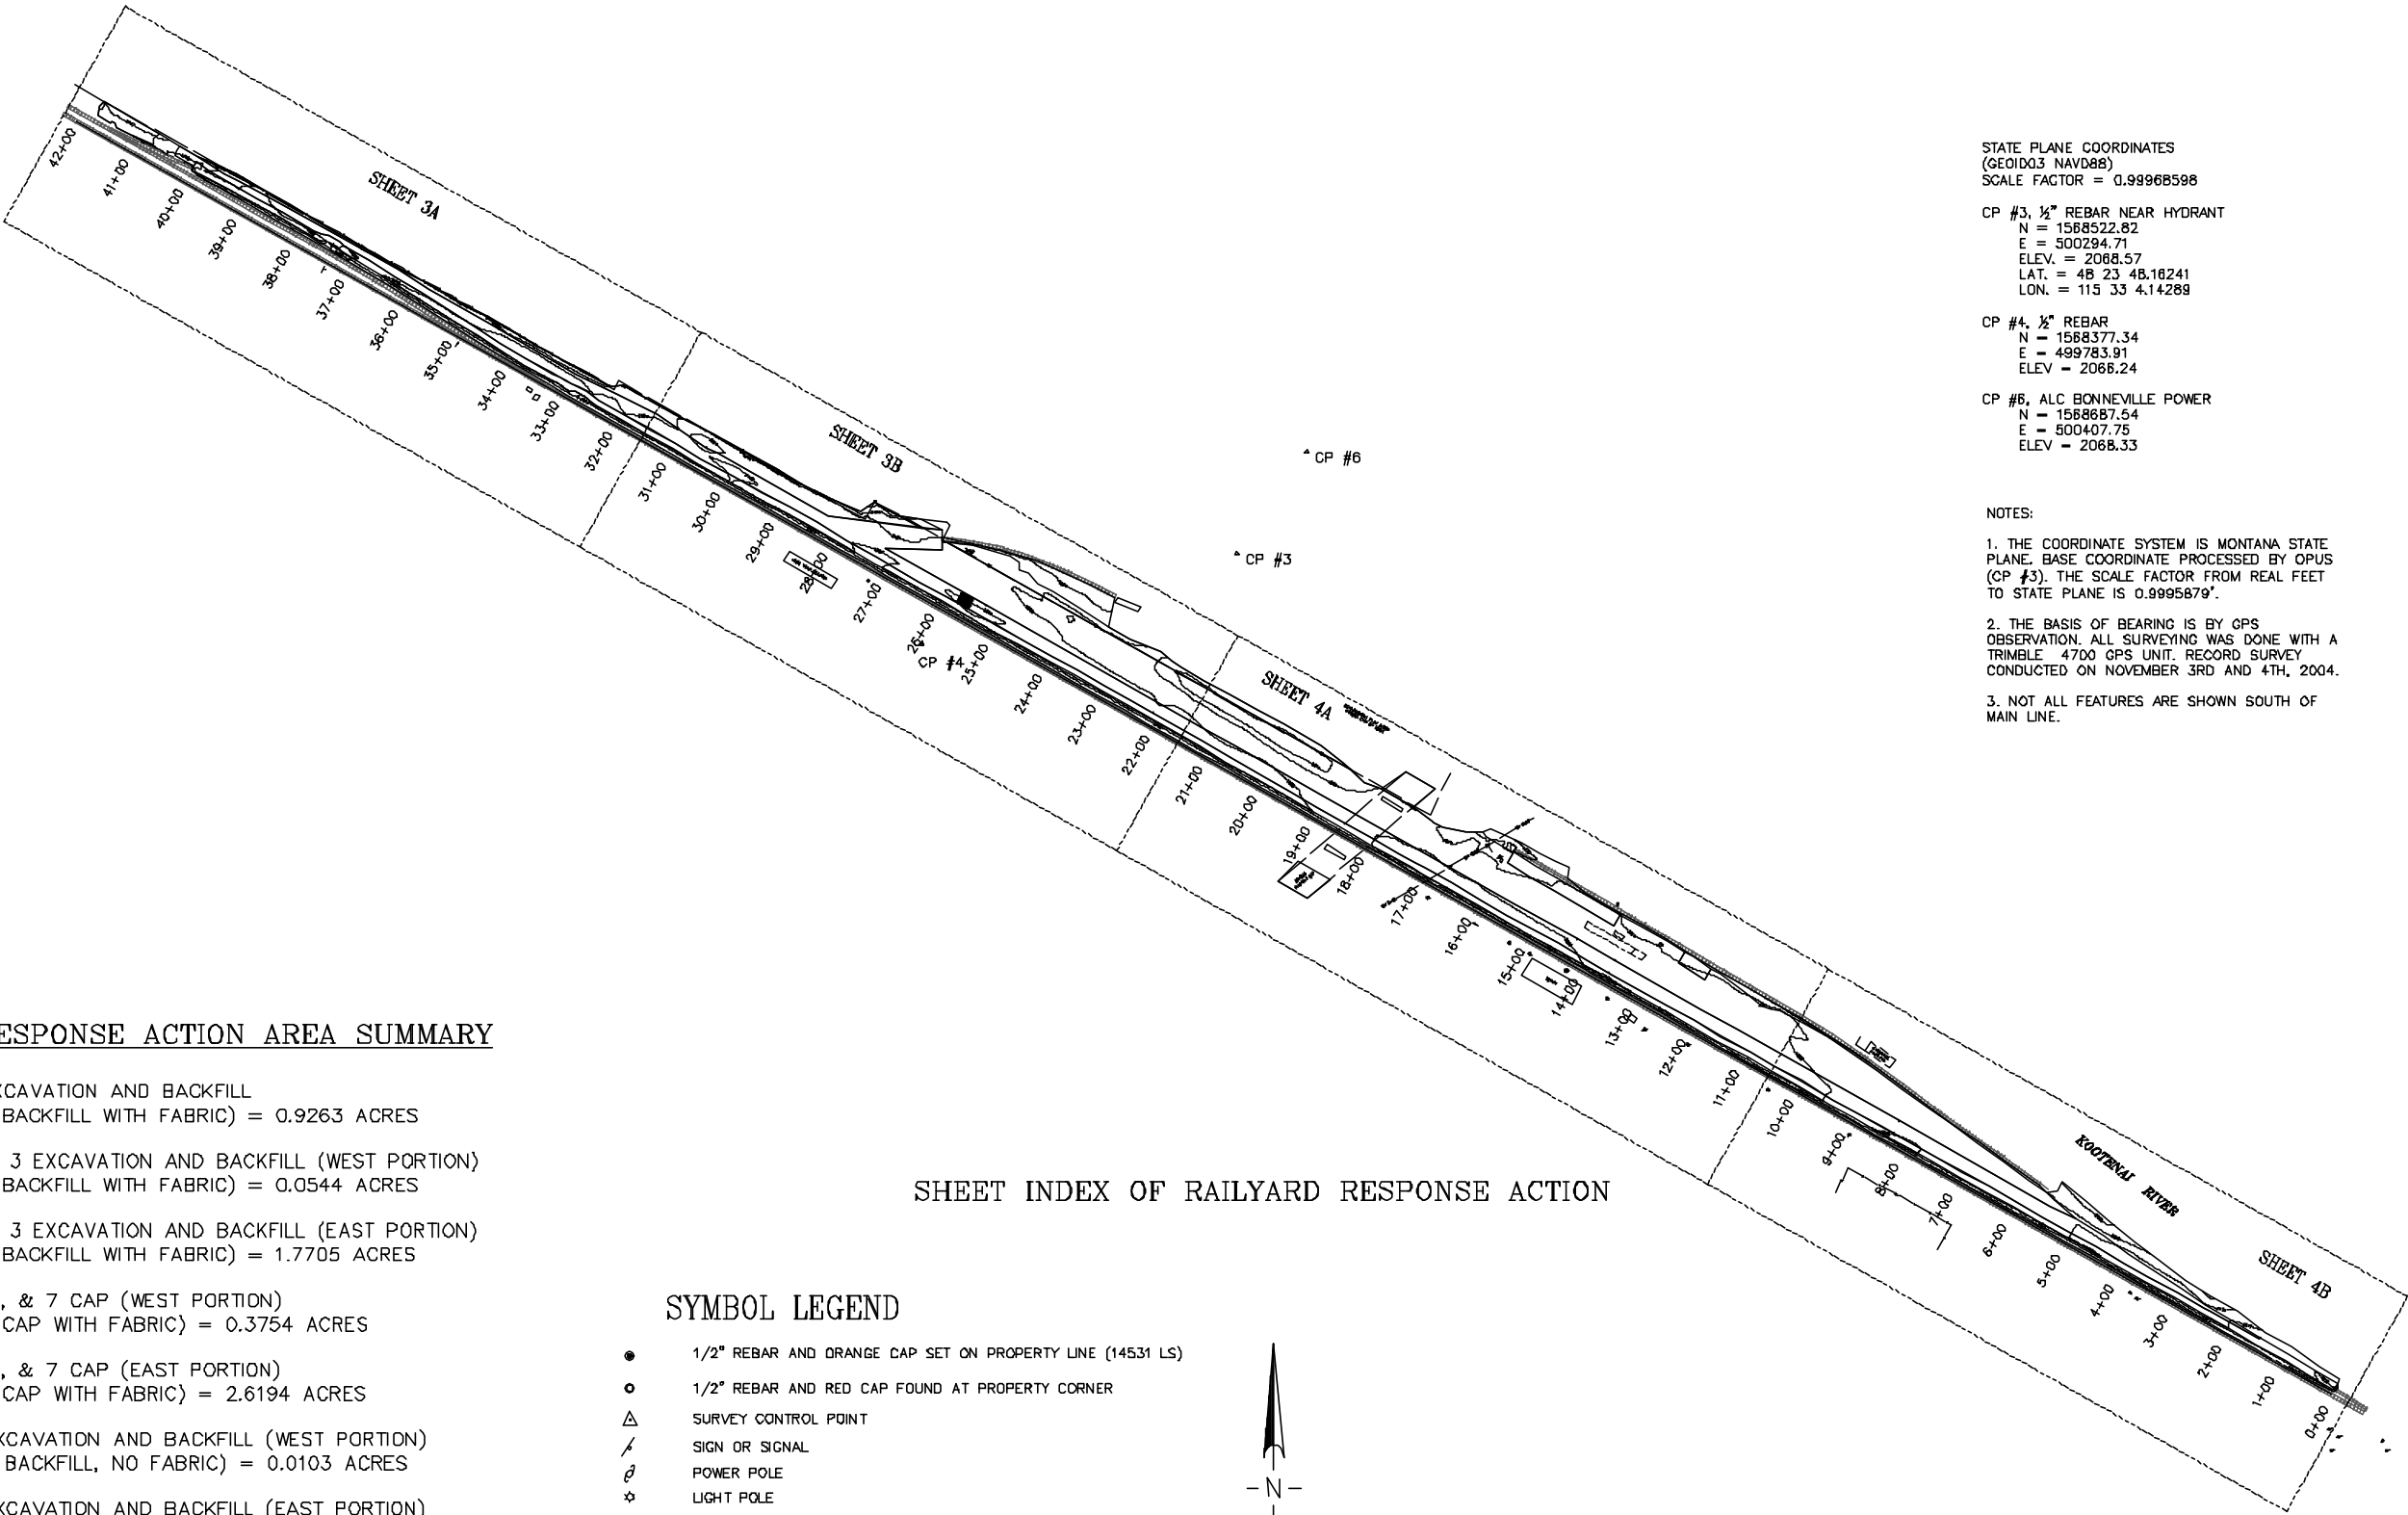 SHEET 3A
42+00
41+00
40+00
39+00
38+00
37+00
36+00
35+00
34+00
33+00
32+00
SHEET 3B
31+00
30+00
29+00
28+00
27+00
26+00
25+00
24+00
23+00
22+00
CP #6
CP #3
CP #4
SHEET 4A
21+00
20+00
19+00
18+00
17+00
16+00
15+00
14+00
13+00
12+00
11+00
KOOTENAI RIVER
SHEET 4B
10+00
9+00
8+00
7+00
6+00
5+00
4+00
3+00
2+00
1+00
0+00
STATE PLANE COORDINATES
(GEOID03 NAVD88)
SCALE FACTOR = 0.99968598
CP #3, ½" REBAR NEAR HYDRANT
N = 1568522.82
E = 500294.71
ELEV. = 2068.57
LAT. = 48 23 48.16241
LON. = 115 33 4.14289
CP #4, ½" REBAR
N = 1568377.34
E = 499783.91
ELEV = 2066.24
CP #6, ALC BONNEVILLE POWER
N = 1568687.54
E = 500407.75
ELEV = 2068.33
NOTES:
1. THE COORDINATE SYSTEM IS MONTANA STATE
PLANE. BASE COORDINATE PROCESSED BY OPUS
(CP #3). THE SCALE FACTOR FROM REAL FEET
TO STATE PLANE IS 0.9995879'.
2. THE BASIS OF BEARING IS BY GPS
OBSERVATION. ALL SURVEYING WAS DONE WITH A
TRIMBLE 4700 GPS UNIT. RECORD SURVEY
CONDUCTED ON NOVEMBER 3RD AND 4TH, 2004.
3. NOT ALL FEATURES ARE SHOWN SOUTH OF
MAIN LINE.
ESPONSE ACTION AREA SUMMARY
XCAVATION AND BACKFILL
BACKFILL WITH FABRIC) = 0.9263 ACRES
3 EXCAVATION AND BACKFILL (WEST PORTION)
BACKFILL WITH FABRIC) = 0.0544 ACRES
3 EXCAVATION AND BACKFILL (EAST PORTION)
BACKFILL WITH FABRIC) = 1.7705 ACRES
, & 7 CAP (WEST PORTION)
CAP WITH FABRIC) = 0.3754 ACRES
, & 7 CAP (EAST PORTION)
CAP WITH FABRIC) = 2.6194 ACRES
XCAVATION AND BACKFILL (WEST PORTION)
BACKFILL, NO FABRIC) = 0.0103 ACRES
XCAVATION AND BACKFILL (EAST PORTION)
SHEET INDEX OF RAILYARD RESPONSE ACTION
SYMBOL LEGEND
1/2" REBAR AND ORANGE CAP SET ON PROPERTY LINE (14531 LS)
1/2" REBAR AND RED CAP FOUND AT PROPERTY CORNER
SURVEY CONTROL POINT
SIGN OR SIGNAL
POWER POLE
LIGHT POLE
-N-